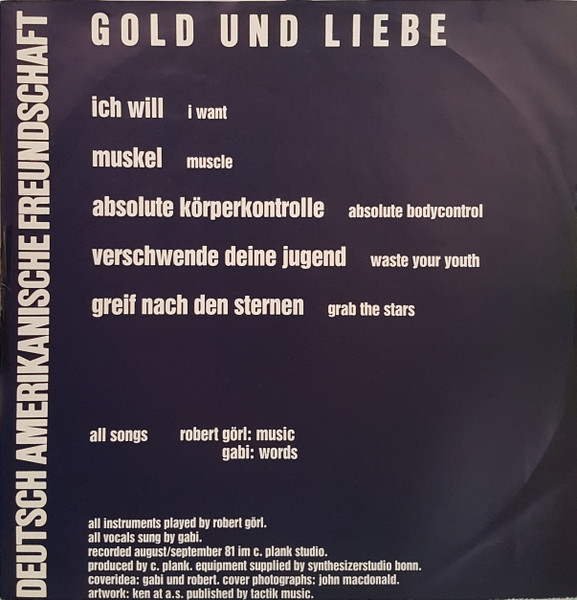 DEUTSCH AMERIKANISCHE FREUNDSCHAFT
GOLD UND LIEBE
ich will i want
muskel muscle
absolute körperkontrolle absolute bodycontrol
verschwende deine jugend waste your youth
greif nach den sternen grab the stars
all songs robert görl: music
gabi: words
all instruments played by robert görl.
all vocals sung by gabi.
recorded august/september 81 im c. plank studio.
produced by c. plank. equipment supplied by synthesizerstudio bonn.
coveridea: gabi und robert. cover photographs: john macdonald.
artwork: ken at a.s. published by tactik music.